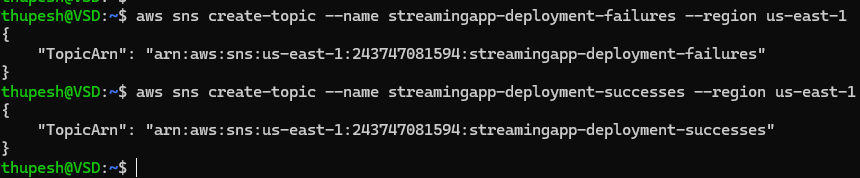 thupesh@VSD:~$ aws sns create-topic --name streamingapp-deployment-failures --region us-east-1
{
    "TopicArn": "arn:aws:sns:us-east-1:243747081594:streamingapp-deployment-failures"
}
thupesh@VSD:~$ aws sns create-topic --name streamingapp-deployment-successes --region us-east-1
{
    "TopicArn": "arn:aws:sns:us-east-1:243747081594:streamingapp-deployment-successes"
}
thupesh@VSD:~$